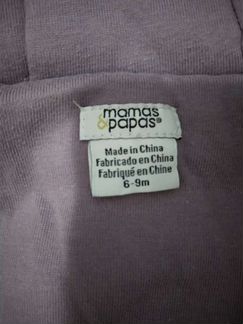 mamas
&papas®
Made in China
Fabricado en China
Fabriqué en Chine
6-9m